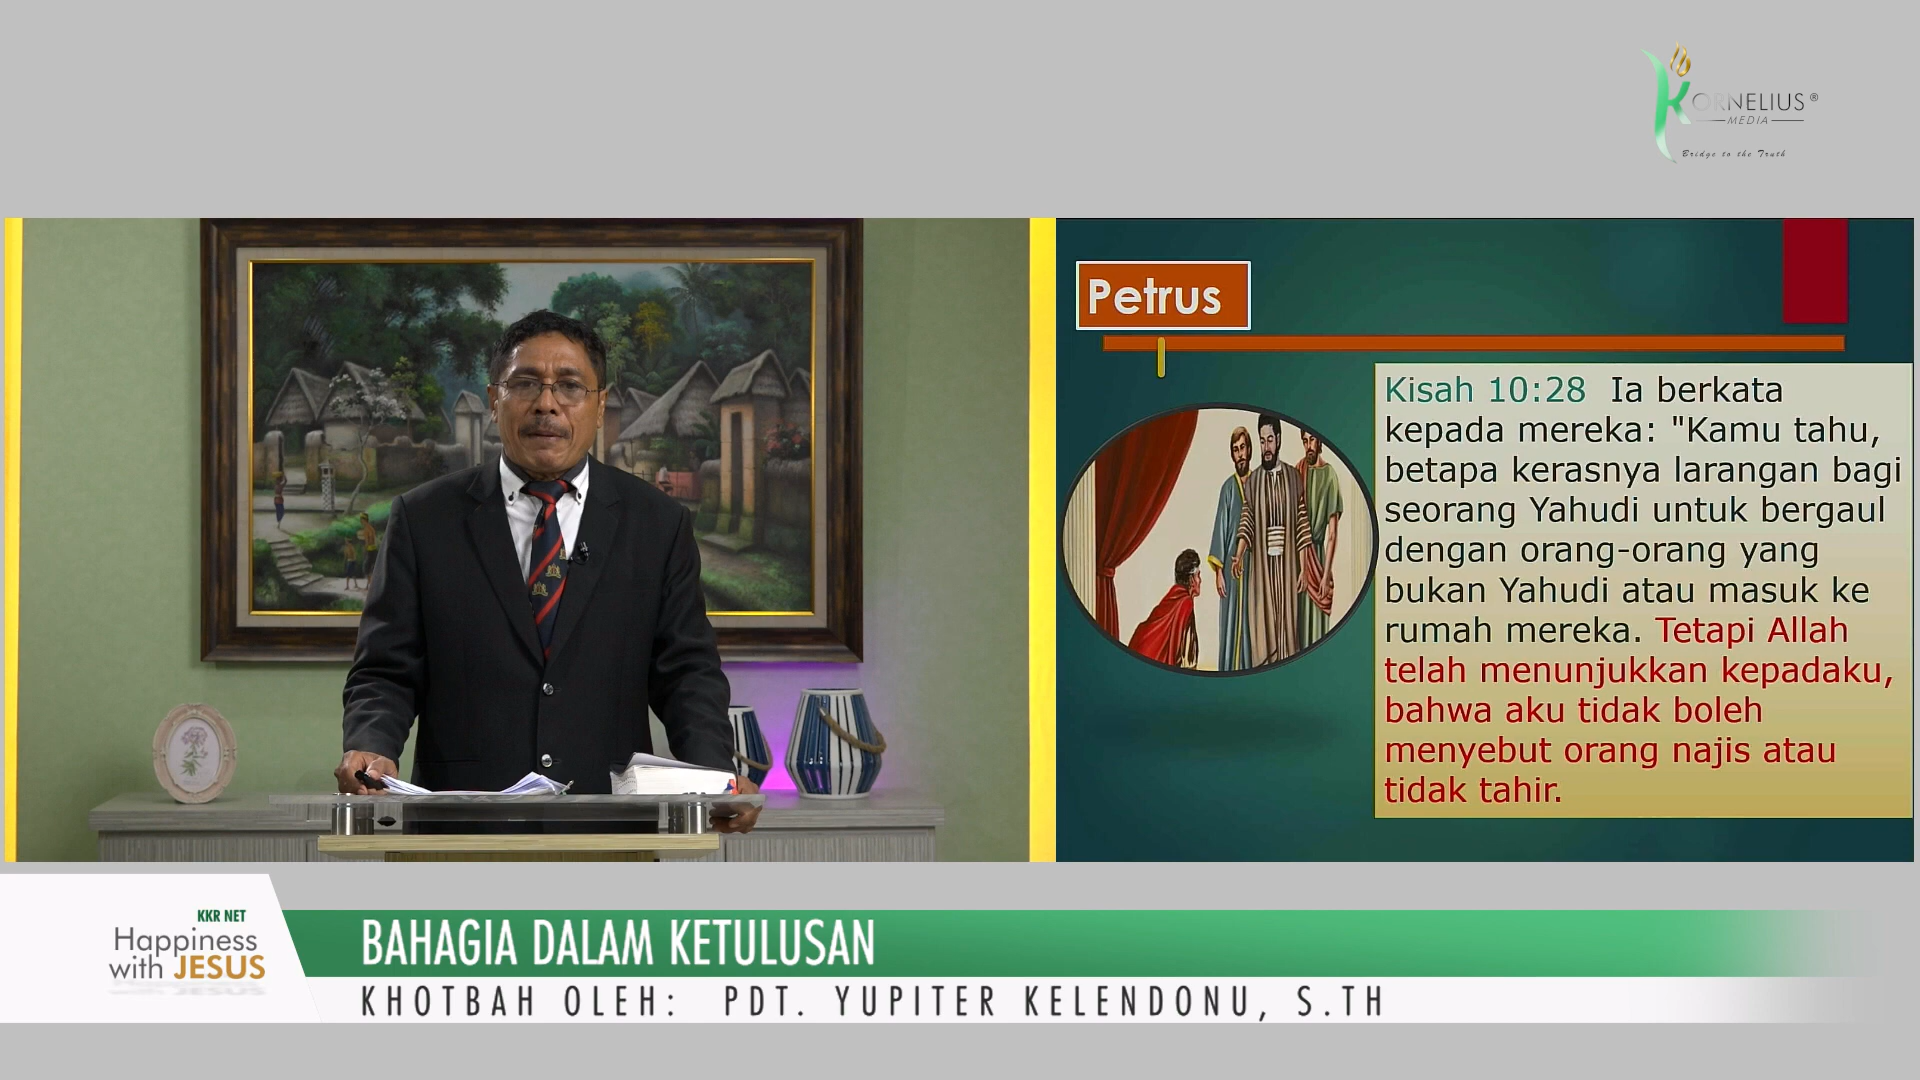 KORNELIUS®
MEDIA
Bridge to the Truth
Petrus
Kisah 10:28 Ia berkata
kepada mereka: "Kamu tahu,
betapa kerasnya larangan bagi
seorang Yahudi untuk bergaul
dengan orang-orang yang
bukan Yahudi atau masuk ke
rumah mereka. Tetapi Allah
telah menunjukkan kepadaku,
bahwa aku tidak boleh
menyebut orang najis atau
tidak tahir.
KKR NET
Happiness
with JESUS
BAHAGIA DALAM KETULUSAN
KHOTBAH OLEH: PDT. YUPITER KELENDONU, S.TH